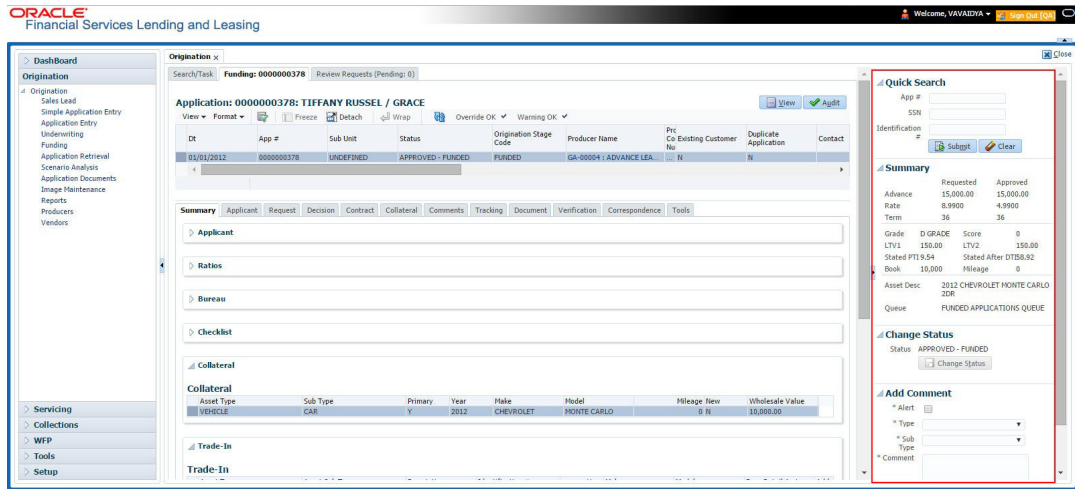 ORACLE
Financial Services Lending and Leasing
Welcome, VAVAIDYA
Sign Out [QA]
Close
DashBoard
Origination
Origination
Sales Lead
Simple Application Entry
Application Entry
Underwriting
Funding
Application Retrieval
Scenario Analysis
Application Documents
Image Maintenance
Reports
Producers
Vendors
Servicing
Collections
WFP
Tools
Setup
Origination x
Search/Task Funding: 0000000378 Review Requests (Pending: 0)
Application: 0000000378: TIFFANY RUSSEL / GRACE
View Audit
View Format Freeze Detach Wrap Override OK Warning OK
Dt App # Sub Unit Status Origination Stage Code Producer Name Existing Customer Duplicate Application Contact
01/01/2012 0000000378 UNDEFINED APPROVED - FUNDED FUNDED GA-00004 : ADVANCE LEA... ... N N
Summary Applicant Request Decision Contract Collateral Comments Tracking Document Verification Correspondence Tools
Applicant
Ratios
Bureau
Checklist
Collateral
Collateral
Asset Type Sub Type Primary Year Make Model Mileage New Wholesale Value
VEHICLE CAR Y 2012 CHEVROLET MONTE CARLO 0 N 10,000.00
Trade-In
Trade-In
Quick Search
App #
SSN
Identification #
Submit Clear
Summary
Requested Approved
Advance 15,000.00 15,000.00
Rate 8.9900 4.9900
Term 36 36
Grade D GRADE Score 0
LTV1 150.00 LTV2 150.00
Stated PTI 9.54 Stated After DTI 58.92
Book 10,000 Mileage 0
Asset Desc 2012 CHEVROLET MONTE CARLO
2DR
Queue FUNDED APPLICATIONS QUEUE
Change Status
Status APPROVED - FUNDED
Change Status
Add Comment
* Alert
* Type
* Sub Type
* Comment